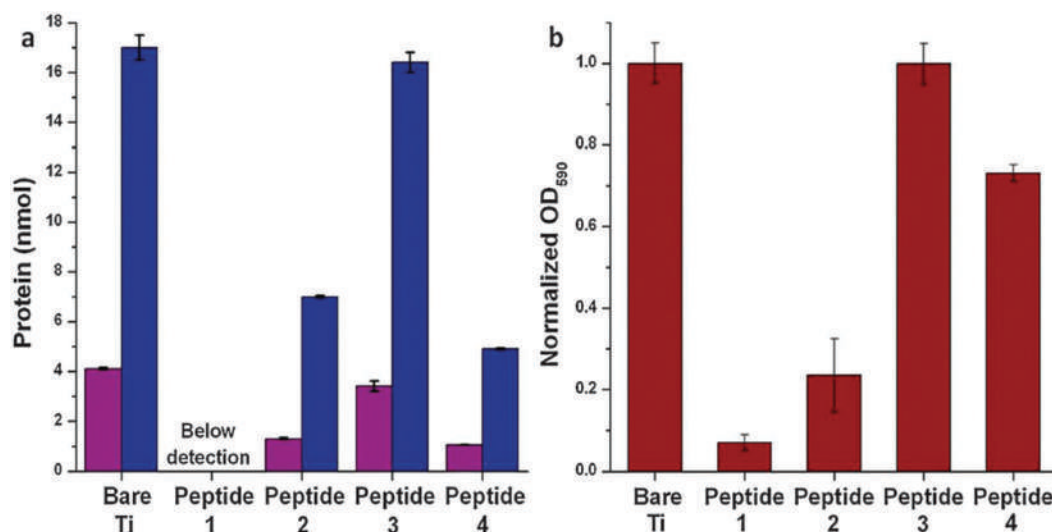 a
Protein (nmol)
18
16
14
12
10
8
6
4
2
0
Below
detection
Bare
Ti
Peptide
1
Peptide
2
Peptide
3
Peptide
4
b
Normalized OD590
1.0
0.8
0.6
0.4
0.2
0.0
Bare
Ti
Peptide
1
Peptide
2
Peptide
3
Peptide
4